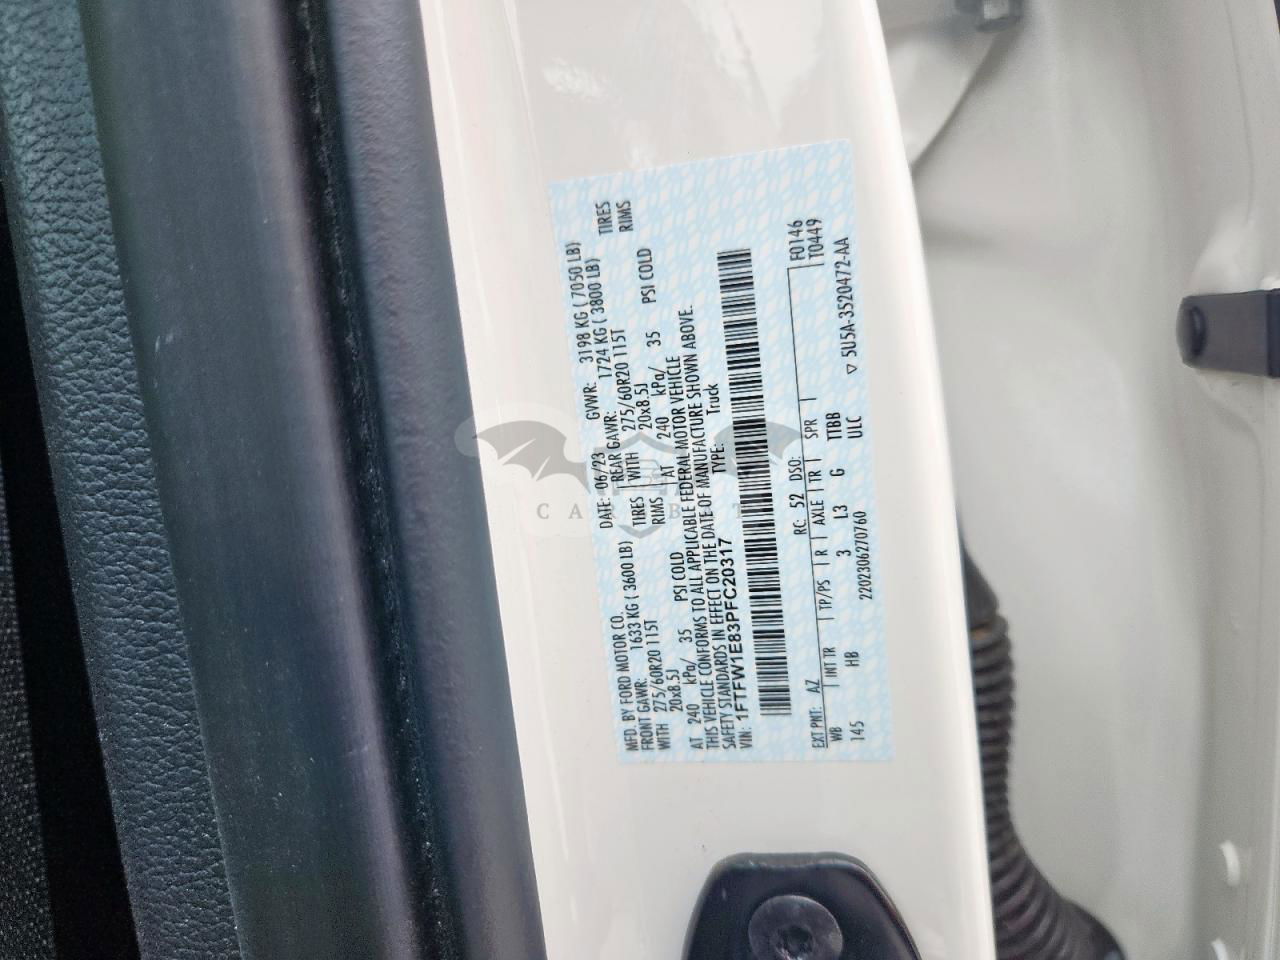 MFD. BY FORD MOTOR CO.
DATE: 06/23 GVWR: 3198 KG ( 7050 LB)
FRONT GAWR: 1633 KG ( 3600 LB) REAR GAWR: 1724 KG ( 3800 LB)
WITH 275/60R20 115T TIRES WITH 275/60R20 115T TIRES
20x8.5J RIMS 20x8.5J RIMS
AT 240 kPa/ 35 PSI COLD AT 240 kPa/ 35 PSI COLD
THIS VEHICLE CONFORMS TO ALL APPLICABLE FEDERAL MOTOR VEHICLE
SAFETY STANDARDS IN EFFECT ON THE DATE OF MANUFACTURE SHOWN ABOVE.
VIN: 1FTFW1E83PFC20317 TYPE: Truck
EXT PNT: AZ RC: 52 DSO: F0146
WB INT TR TP/PS R AXLE TR SPR T0449
145 HB 3 L3 G TTBB
2202306270760 ULC
▽ 5U5A-3520472-AA
CAR BT